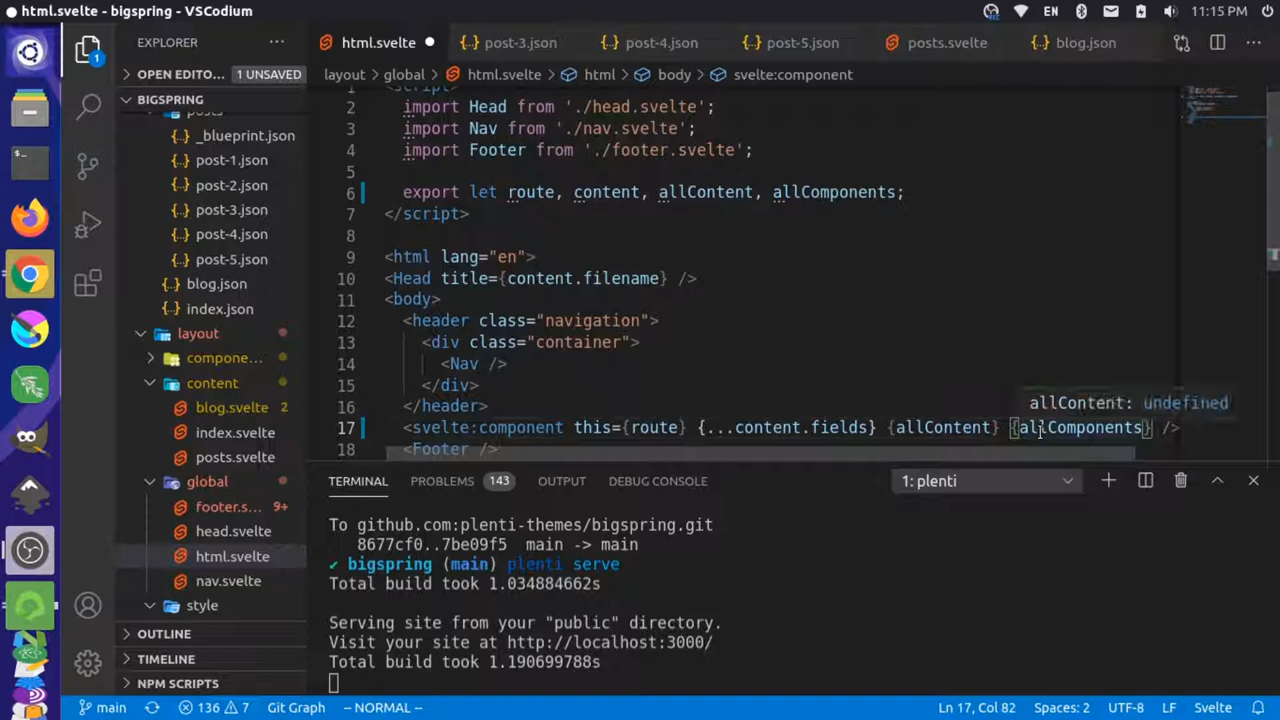 html.svelte - bigspring - VSCodium
EN
11:15 PM
EXPLORER
html.svelte
post-3.json
post-4.json
post-5.json
posts.svelte
blog.json
1
OPEN EDITO...
1 UNSAVED
layout > global > html.svelte > html > body > svelte:component
BIGSPRING
posts
_blueprint.json
post-1.json
post-2.json
post-3.json
post-4.json
post-5.json
blog.json
index.json
layout
compone...
content
blog.svelte 2
index.svelte
posts.svelte
global
footer.s... 9+
head.svelte
html.svelte
nav.svelte
style
OUTLINE
TIMELINE
NPM SCRIPTS
1 <script>
2 import Head from './head.svelte';
3 import Nav from './nav.svelte';
4 import Footer from './footer.svelte';
5
6 export let route, content, allContent, allComponents;
7 </script>
8
9 <html lang="en">
10 <Head title={content.filename} />
11 <body>
12 <header class="navigation">
13 <div class="container">
14 <Nav />
15 </div>
16 </header>
allContent: undefined
17 <svelte:component this={route} {...content.fields} {allContent} {allComponents} />
18 <Footer />
TERMINAL
PROBLEMS 143
OUTPUT
DEBUG CONSOLE
1: plenti
To github.com:plenti-themes/bigspring.git
8677cf0..7be09f5 main -> main
✔ bigspring (main) plenti serve
Total build took 1.034884662s
Serving site from your "public" directory.
Visit your site at http://localhost:3000/
Total build took 1.190699788s
main
136
7
Git Graph
-- NORMAL --
Ln 17, Col 82
Spaces: 2
UTF-8
LF
Svelte